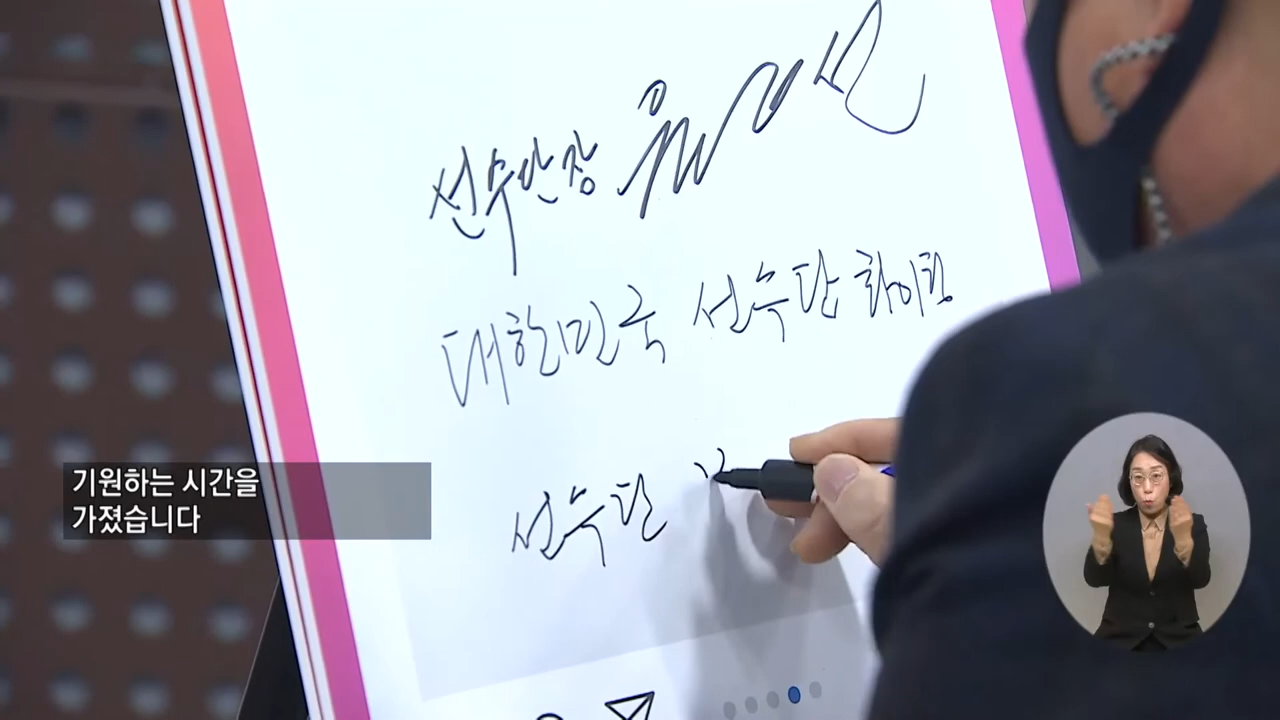 선수단장
대한민국 선수단 화이팅
선수단
기원하는 시간을
가졌습니다